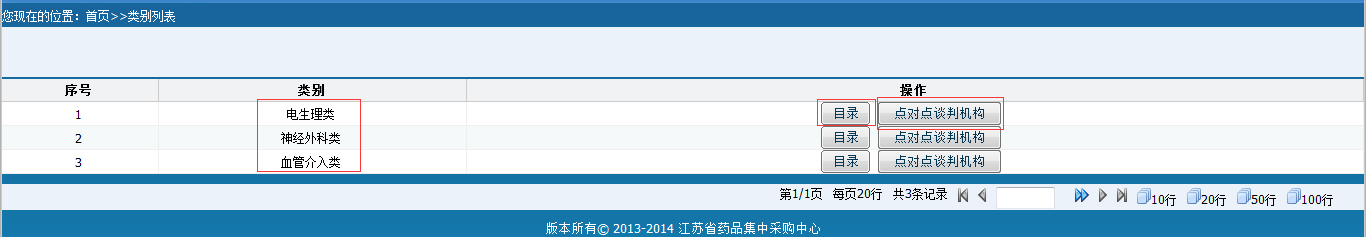 您现在的位置：首页>>类别列表
序号 类别 操作
1 电生理类 目录 点对点谈判机构
2 神经外科类 目录 点对点谈判机构
3 血管介入类 目录 点对点谈判机构
第1/1页 每页20行 共3条记录 10行 20行 50行 100行
版本所有© 2013-2014 江苏省药品集中采购中心